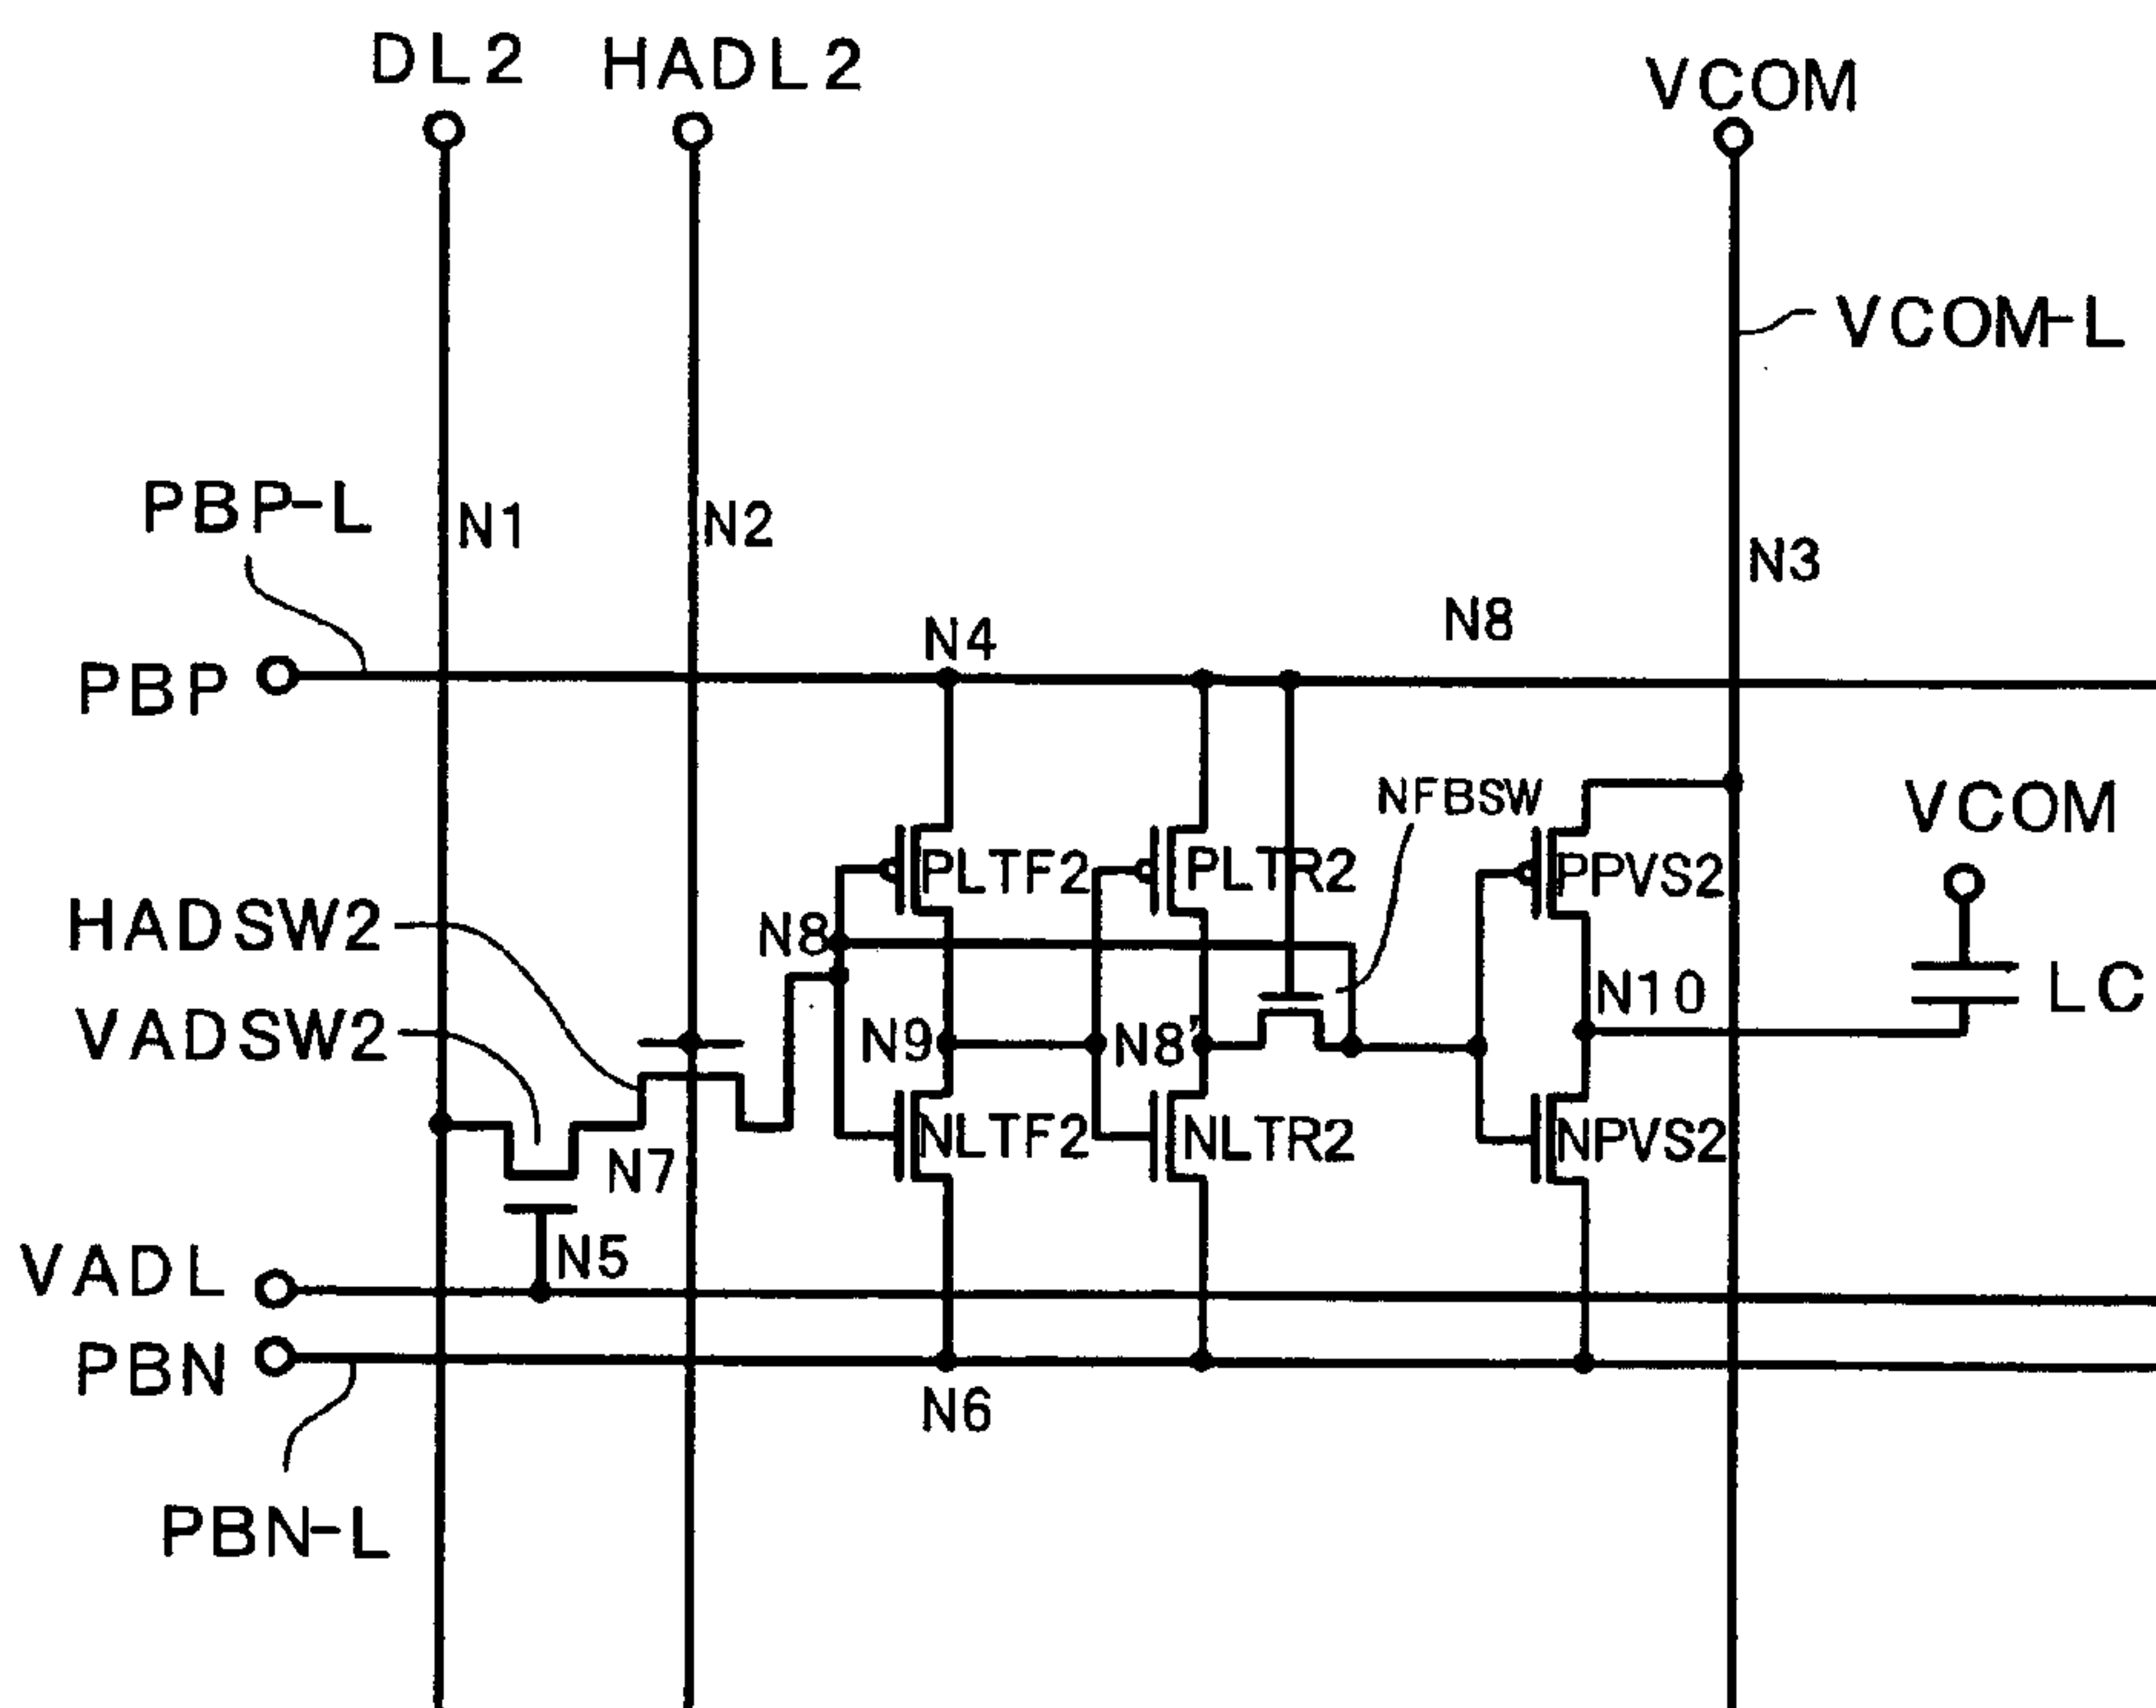 DL2
HADL2
VCOM
VCOM-L
PBP-L
N1
N2
N3
N8
N4
PBP
NFBSW
VCOM
PLTF2
PLTR2
PPVS2
HADSW2
N8
N10
LC
VADSW2
N9
N8'
NLTF2
NLTR2
NPVS2
N7
VADL
N5
PBN
N6
PBN-L